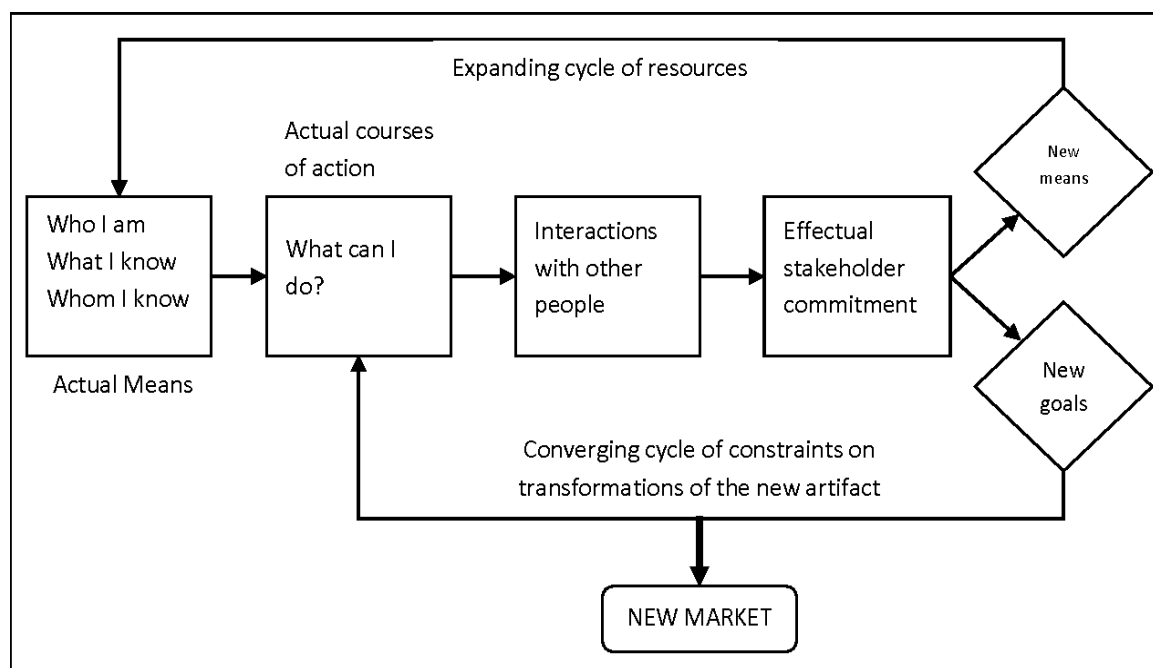 Expanding cycle of resources
Actual courses
of action
New
means
Who I am
What I know
Whom I know
What can I
do?
Interactions
with other
people
Effectual
stakeholder
commitment
Actual Means
New
goals
Converging cycle of constraints on
transformations of the new artifact
NEW MARKET